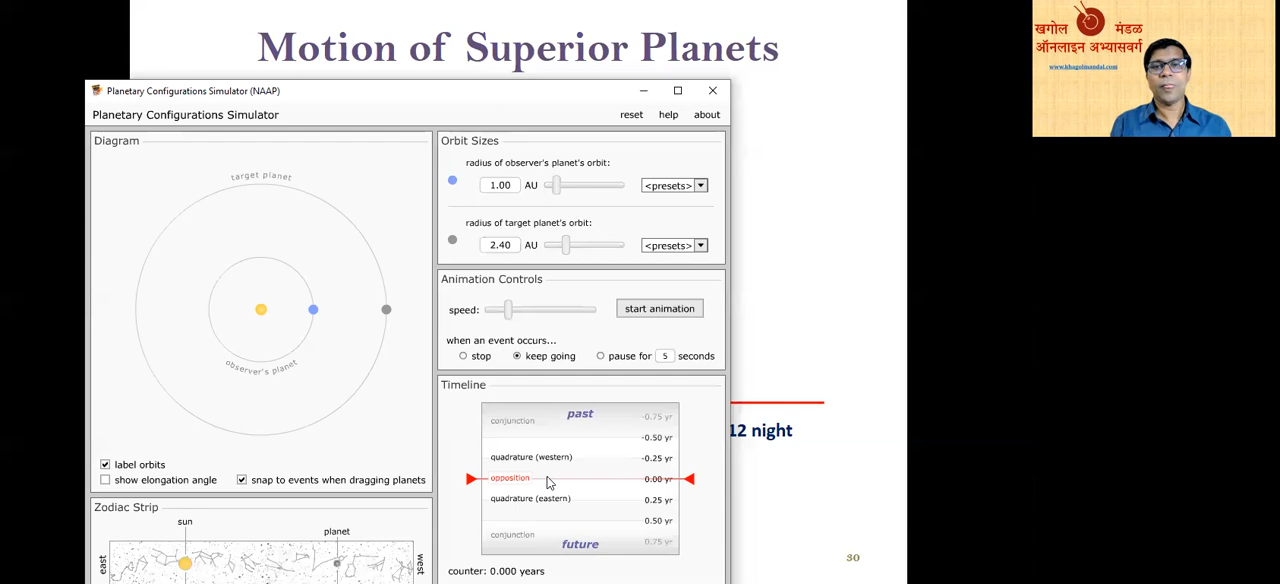 Motion of Superior Planets
खगोल मंडळ
ऑनलाइन अभ्यासवर्ग
www.khagolmandal.com
Planetary Configurations Simulator (NAAP)
Planetary Configurations Simulator
reset help about
Diagram
target planet
observer's planet
label orbits
show elongation angle
snap to events when dragging planets
Zodiac Strip
sun
planet
east
west
Orbit Sizes
radius of observer's planet's orbit:
1.00 AU <presets>
radius of target planet's orbit:
2.40 AU <presets>
Animation Controls
speed: start animation
when an event occurs...
stop keep going pause for 5 seconds
Timeline
past
conjunction -0.75 yr
-0.50 yr
quadrature (western) -0.25 yr
opposition 0.00 yr
quadrature (eastern) 0.25 yr
0.50 yr
conjunction 0.75 yr
future
counter: 0.000 years
12 night
30